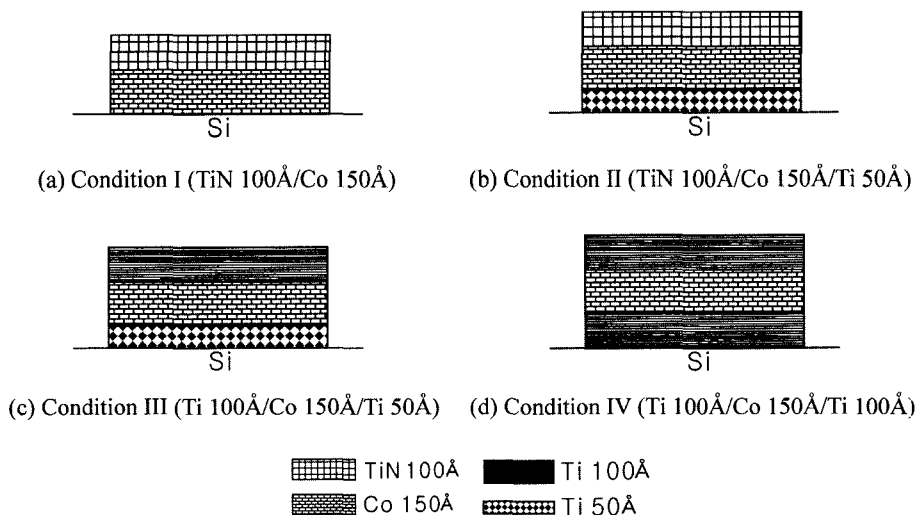 Si
Si
(a) Condition I (TiN 100Å/Co 150Å)
(b) Condition II (TiN 100Å/Co 150Å/Ti 50Å)
Si
Si
(c) Condition III (Ti 100Å/Co 150Å/Ti 50Å)
(d) Condition IV (Ti 100Å/Co 150Å/Ti 100Å)
TiN 100Å
Ti 100Å
Co 150Å
Ti 50Å